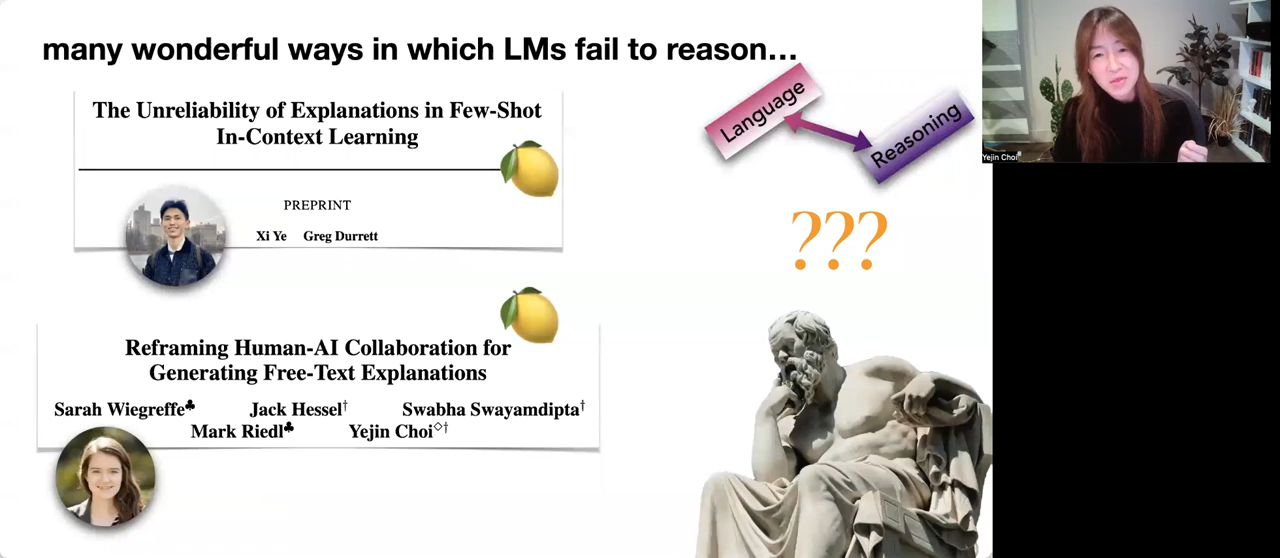 many wonderful ways in which LMs fail to reason…
The Unreliability of Explanations in Few-Shot
In-Context Learning
PREPRINT
Xi Ye Greg Durrett
Reframing Human-AI Collaboration for
Generating Free-Text Explanations
Sarah Wiegreffe♣ Jack Hessel† Swabha Swayamdipta†
Mark Riedl♣ Yejin Choi◇†
Language
Reasoning
???
Yejin Choi